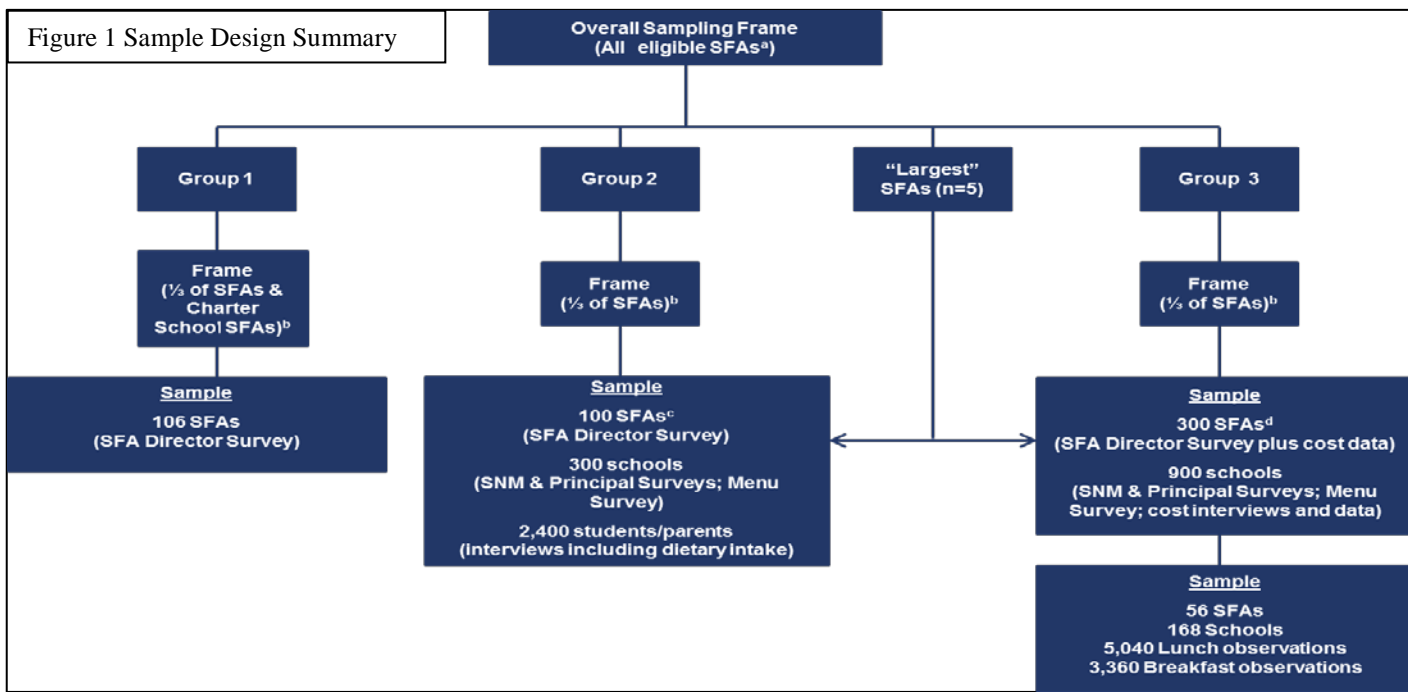 Figure 1 Sample Design Summary
Overall Sampling Frame
(All eligible SFAsᵃ)
Group 1
Group 2
“Largest”
SFAs (n=5)
Group 3
Frame
(⅓ of SFAs &
Charter
School SFAs)ᵇ
Frame
(⅓ of SFAs)ᵇ
Frame
(⅓ of SFAs)ᵇ
Sample
106 SFAs
(SFA Director Survey)
Sample
100 SFAsᶜ
(SFA Director Survey)
300 schools
(SNM & Principal Surveys; Menu
Survey)
2,400 students/parents
(Interviews including dietary intake)
Sample
300 SFAsᵈ
(SFA Director Survey plus cost data)
900 schools
(SNM & Principal Surveys; Menu
Survey; cost interviews and data)
Sample
56 SFAs
168 Schools
5,040 Lunch observations
3,360 Breakfast observations